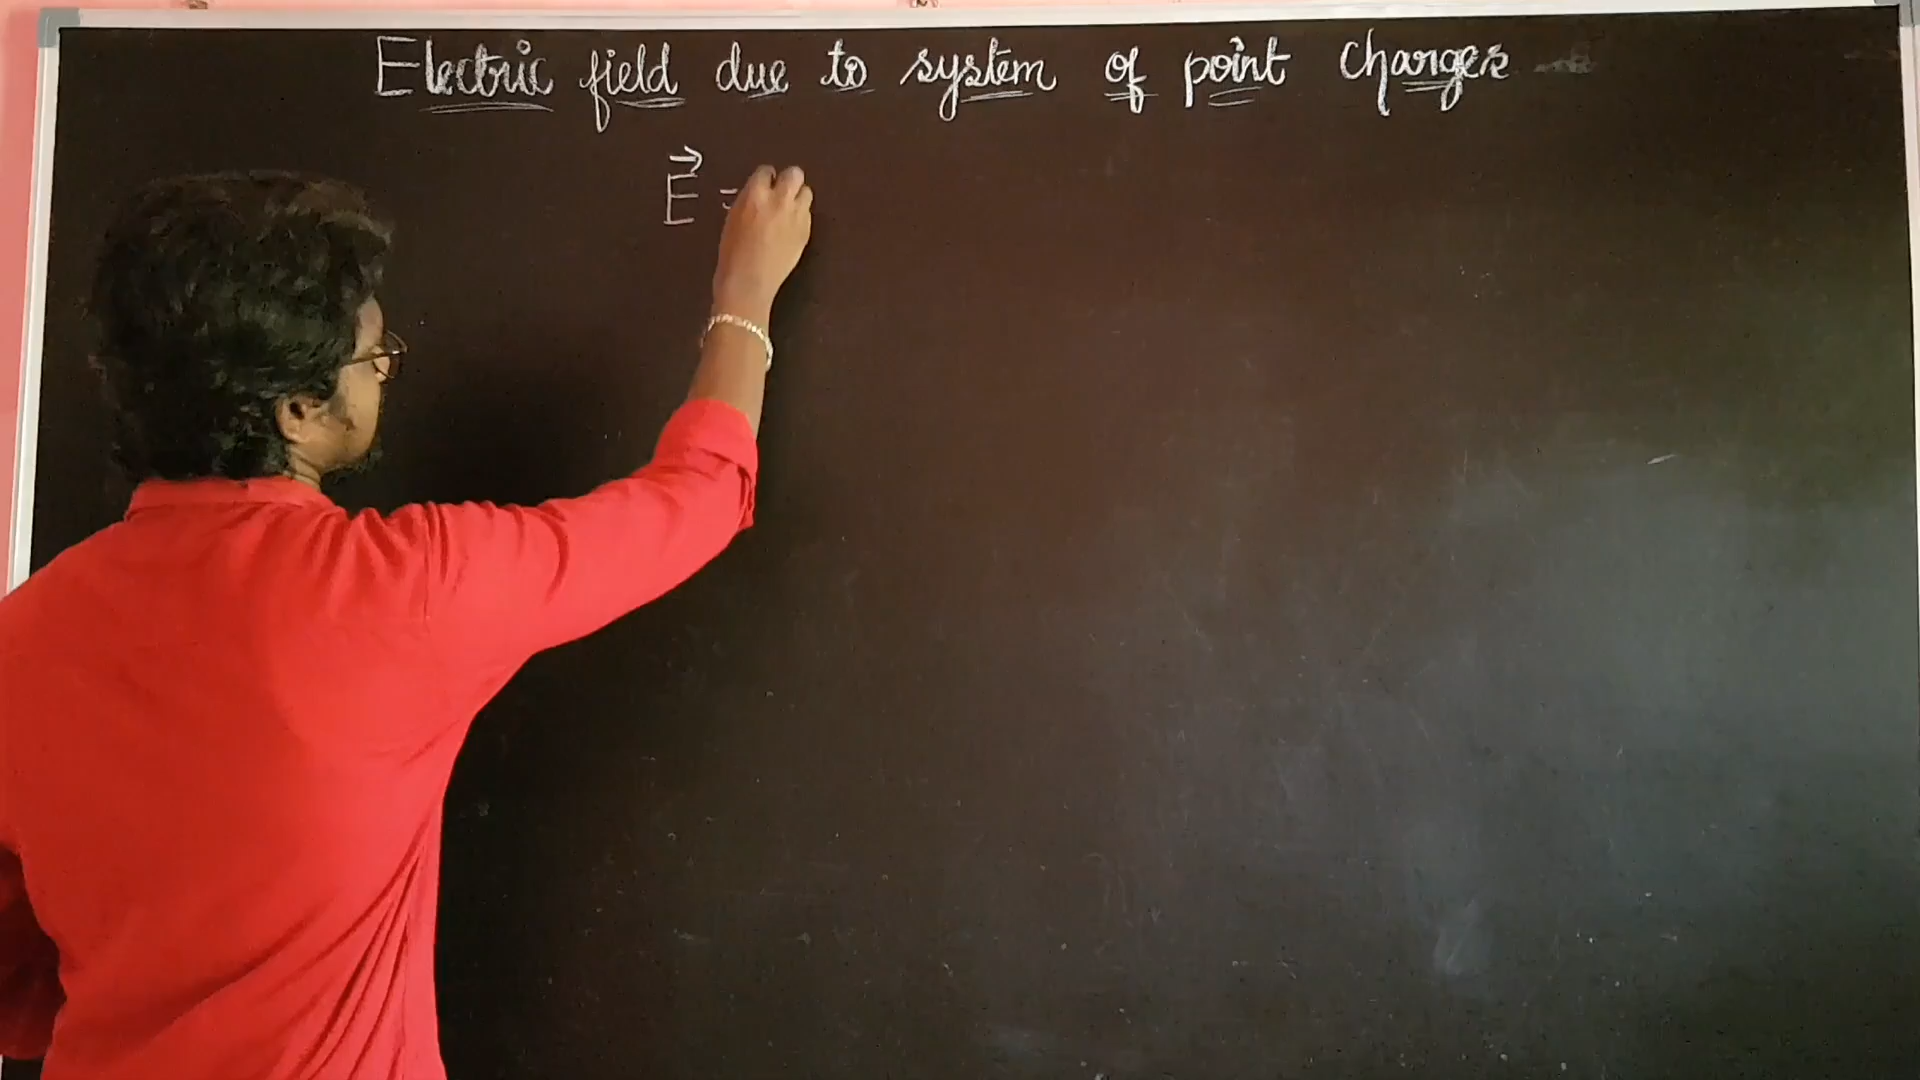 Electric field due to system of point charges
E⃗ =